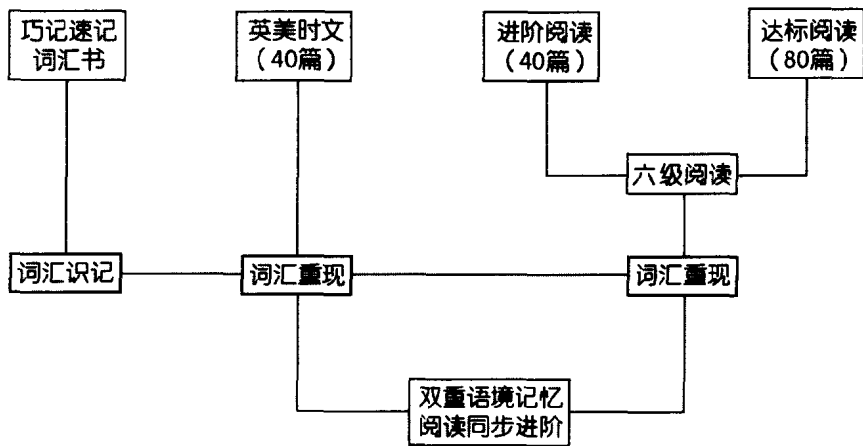 巧记速记
词汇书
英美时文
（40篇）
进阶阅读
（40篇）
达标阅读
（80篇）
六级阅读
词汇识记
词汇重现
词汇重现
双重语境记忆
阅读同步进阶